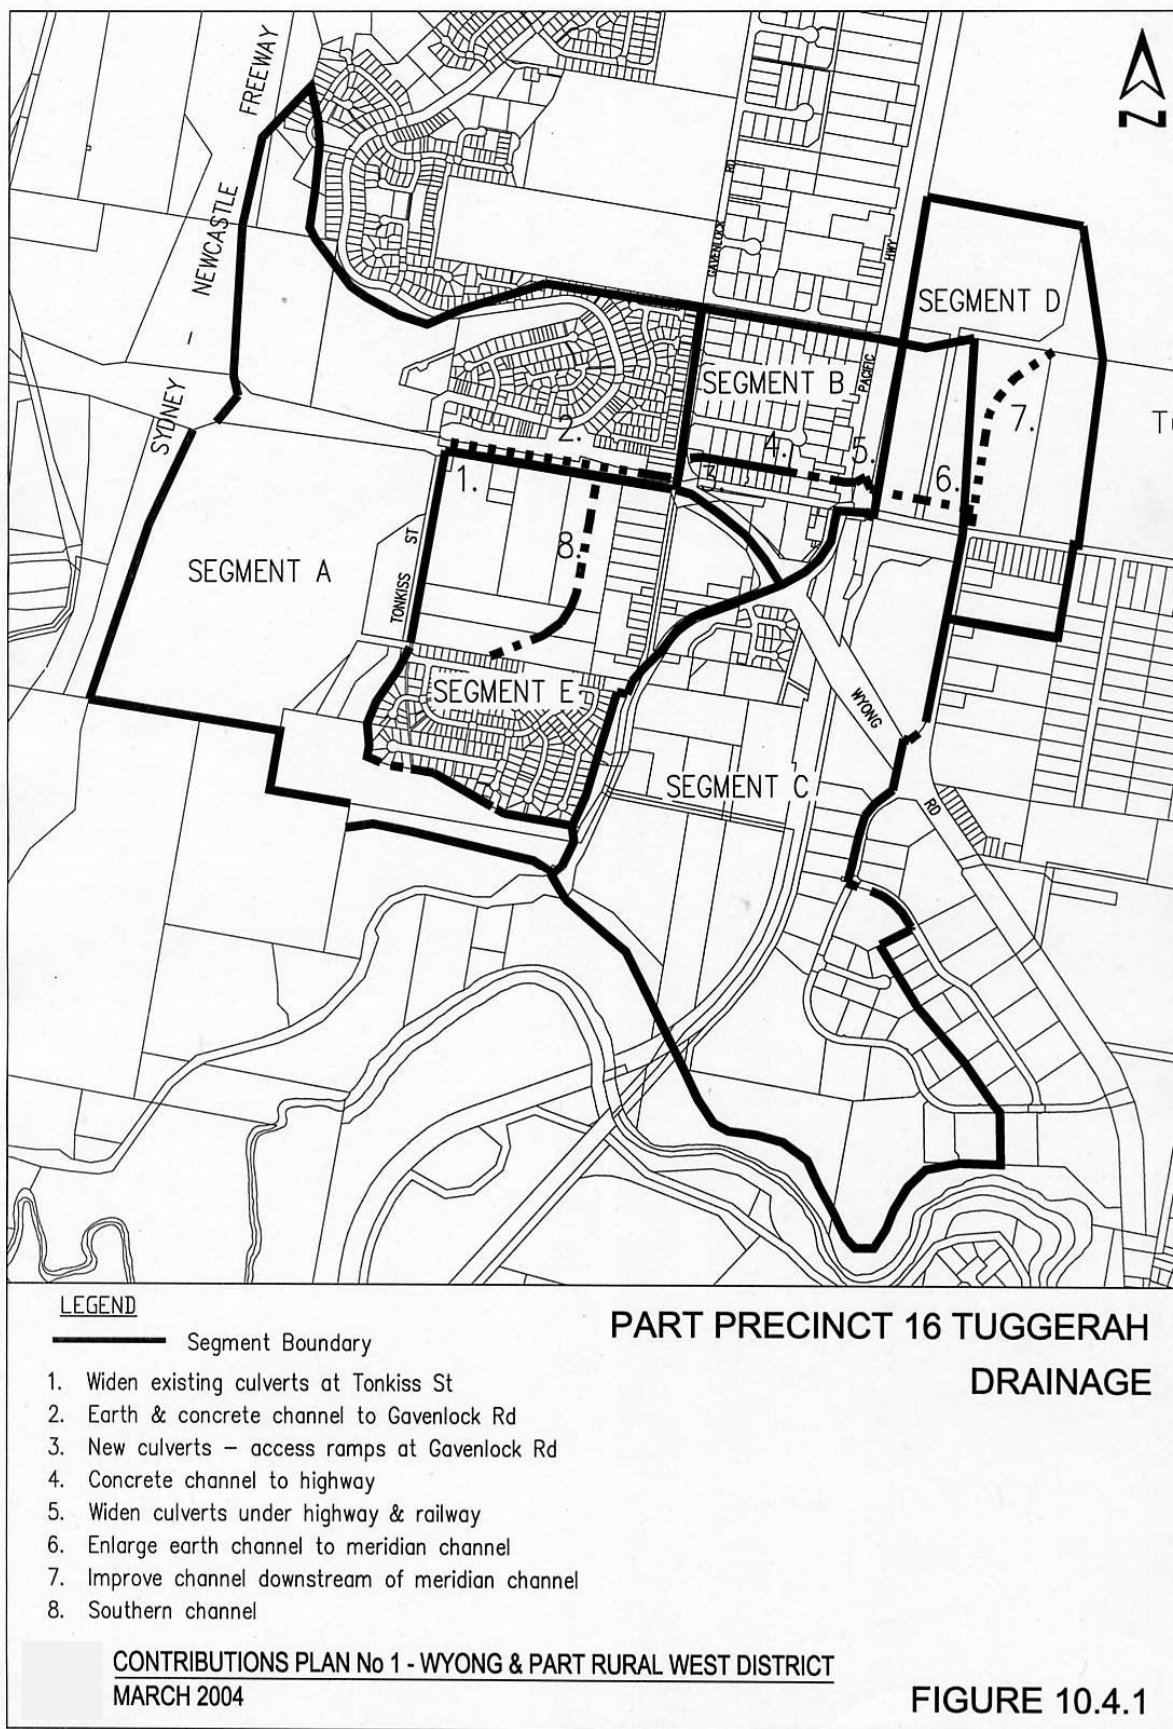 FREEWAY
NEWCASTLE
–
SYDNEY
N
GAVENLOCK RD
HWY
PACIFIC
SEGMENT D
SEGMENT B
7.
2.
4.
5.
3.
1.
6.
8.
SEGMENT A
TONKISS ST
SEGMENT E
WYONG
RD
SEGMENT C
LEGEND
Segment Boundary
1. Widen existing culverts at Tonkiss St
2. Earth & concrete channel to Gavenlock Rd
3. New culverts – access ramps at Gavenlock Rd
4. Concrete channel to highway
5. Widen culverts under highway & railway
6. Enlarge earth channel to meridian channel
7. Improve channel downstream of meridian channel
8. Southern channel
PART PRECINCT 16 TUGGERAH
DRAINAGE
CONTRIBUTIONS PLAN No 1 - WYONG & PART RURAL WEST DISTRICT
MARCH 2004
FIGURE 10.4.1